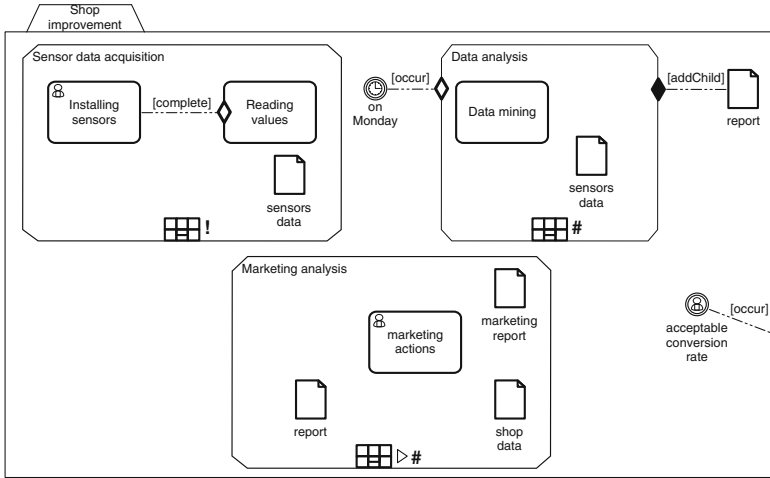 Shop
improvement
Sensor data acquisition
Installing
sensors
[complete]
Reading
values
sensors
data
!
on
Monday
[occur]
Data analysis
Data mining
sensors
data
#
[addChild]
report
Marketing analysis
marketing
actions
marketing
report
report
shop
data
#
acceptable
conversion
rate
[occur]